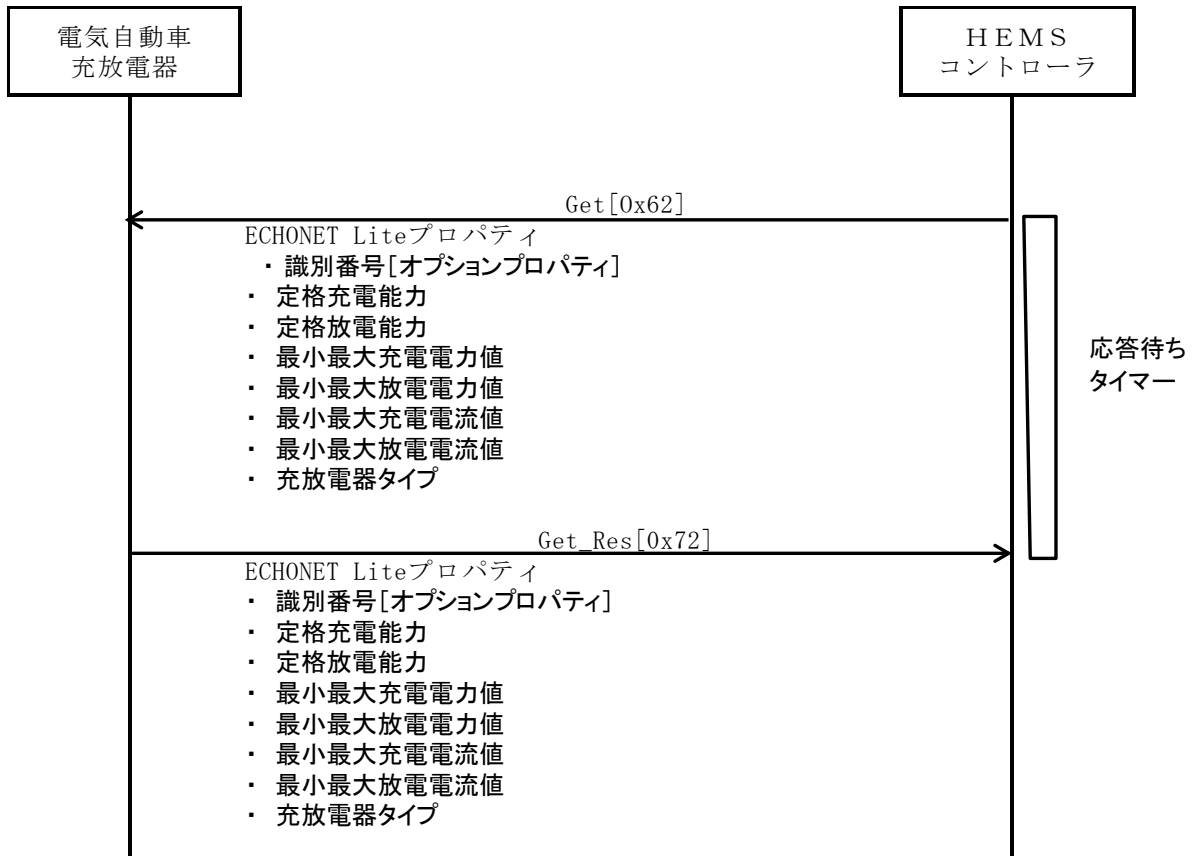 電気自動車
充放電器
ＨＥＭＳ
コントローラ
Get[0x62]
ECHONET Liteプロパティ
・ 識別番号[オプションプロパティ]
・ 定格充電能力
・ 定格放電能力
・ 最小最大充電電力値
・ 最小最大放電電力値
・ 最小最大充電電流値
・ 最小最大放電電流値
・ 充放電器タイプ
応答待ち
タイマー
Get_Res[0x72]
ECHONET Liteプロパティ
・ 識別番号[オプションプロパティ]
・ 定格充電能力
・ 定格放電能力
・ 最小最大充電電力値
・ 最小最大放電電力値
・ 最小最大充電電流値
・ 最小最大放電電流値
・ 充放電器タイプ